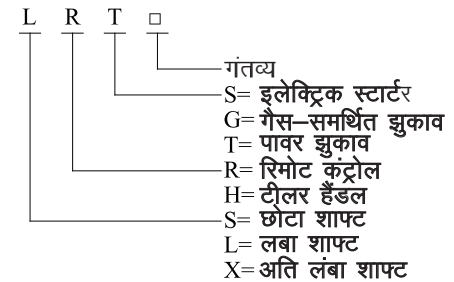 L R T □
गंतव्य
S= इलेक्ट्रिक स्टार्टर
G= गैस–समर्थित झुकाव
T= पावर झुकाव
R= रिमोट कंट्रोल
H= टीलर हैंडल
S= छोटा शाफ्ट
L= लबा शाफ्ट
X= अति लंबा शाफ्ट